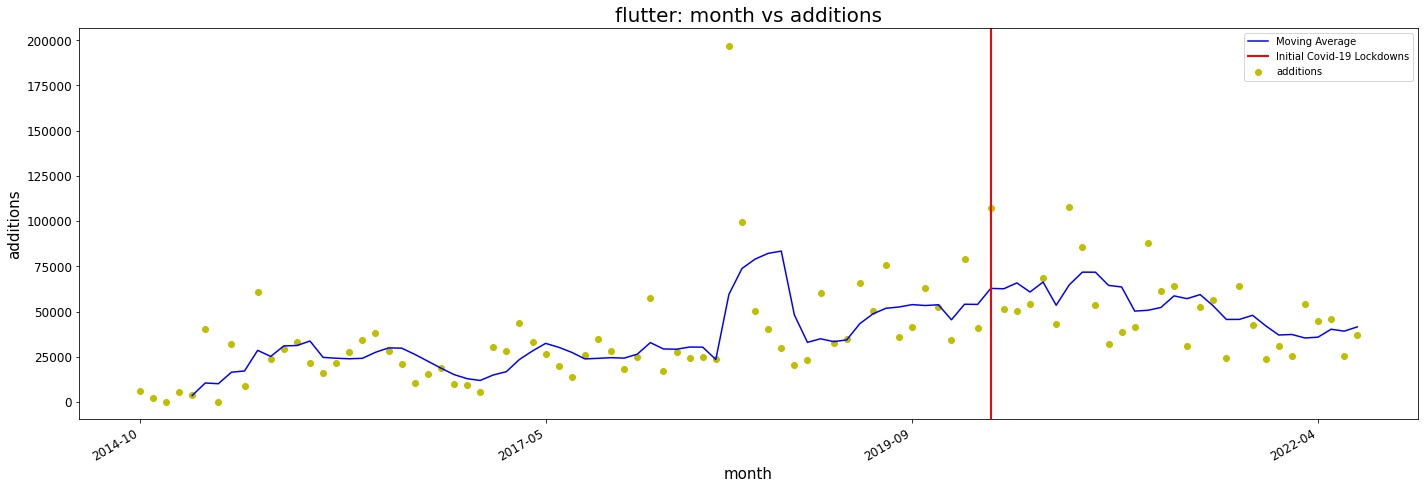 flutter: month vs additions
Moving Average
Initial Covid-19 Lockdowns
additions
additions
200000
175000
150000
125000
100000
75000
50000
25000
0
2014-10
2017-05
2019-09
2022-04
month